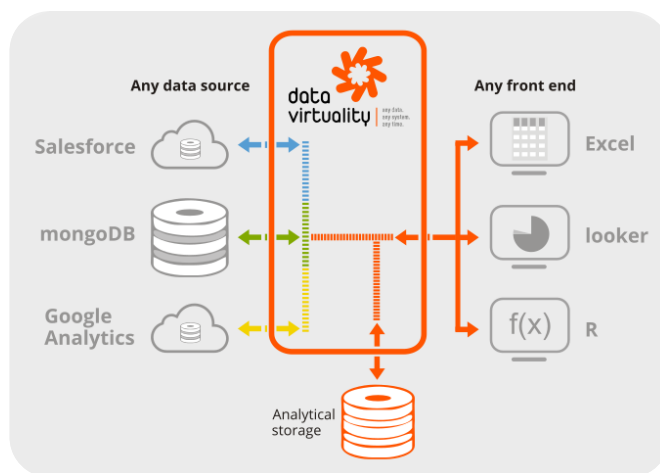 Any data source
Salesforce
mongoDB
Google
Analytics
data
virtuality
any data.
any system.
any time.
Any front end
Excel
looker
f(x)
R
Analytical
storage